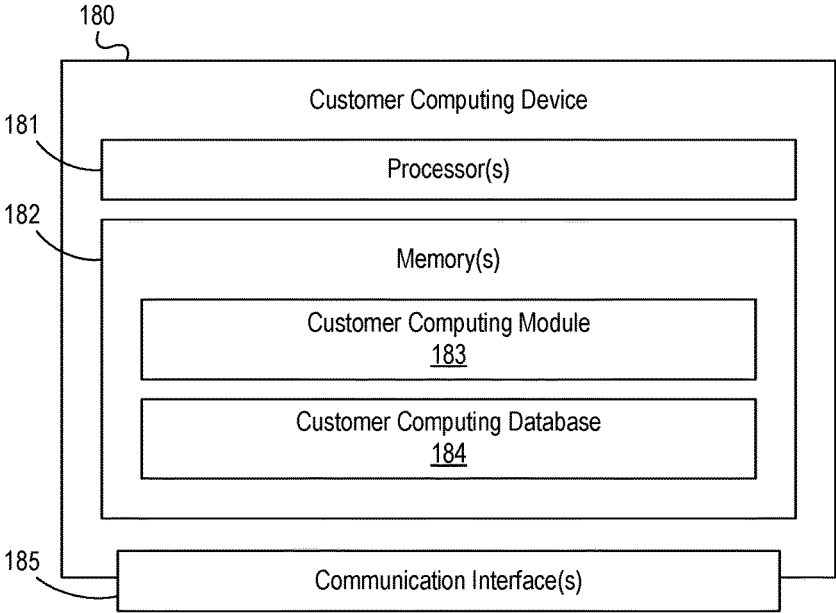 180
Customer Computing Device
181
Processor(s)
182
Memory(s)
Customer Computing Module
183
Customer Computing Database
184
185
Communication Interface(s)